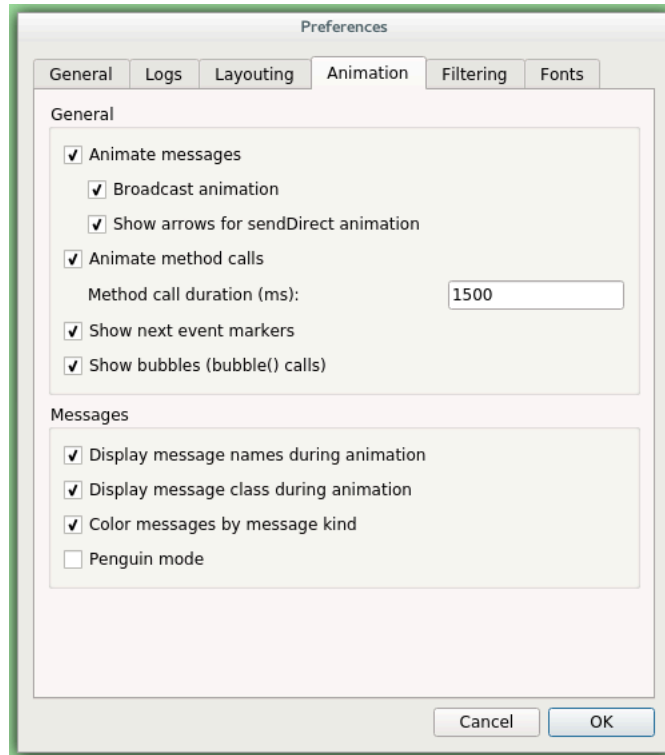 Preferences
General Logs Layouting Animation Filtering Fonts
General
Animate messages
Broadcast animation
Show arrows for sendDirect animation
Animate method calls
Method call duration (ms): 1500
Show next event markers
Show bubbles (bubble() calls)
Messages
Display message names during animation
Display message class during animation
Color messages by message kind
Penguin mode
Cancel OK